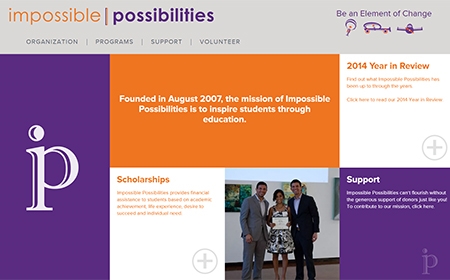 impossible | possibilities
Be an Element of Change
ORGANIZATION | PROGRAMS | SUPPORT | VOLUNTEER
2014 Year in Review
Find out what Impossible Possibilities has
been up to through the years.
Click here to read our 2014 Year in Review
Founded in August 2007, the mission of Impossible
Possibilities is to inspire students through
education.
ip
Scholarships
Impossible Possibilities provides financial
assistance to students based on academic
achievement, life experience, desire to
succeed and individual need.
Support
Impossible Possibilities can't flourish without
the generous support of donors just like you!
To contribute to our mission, click here
ip